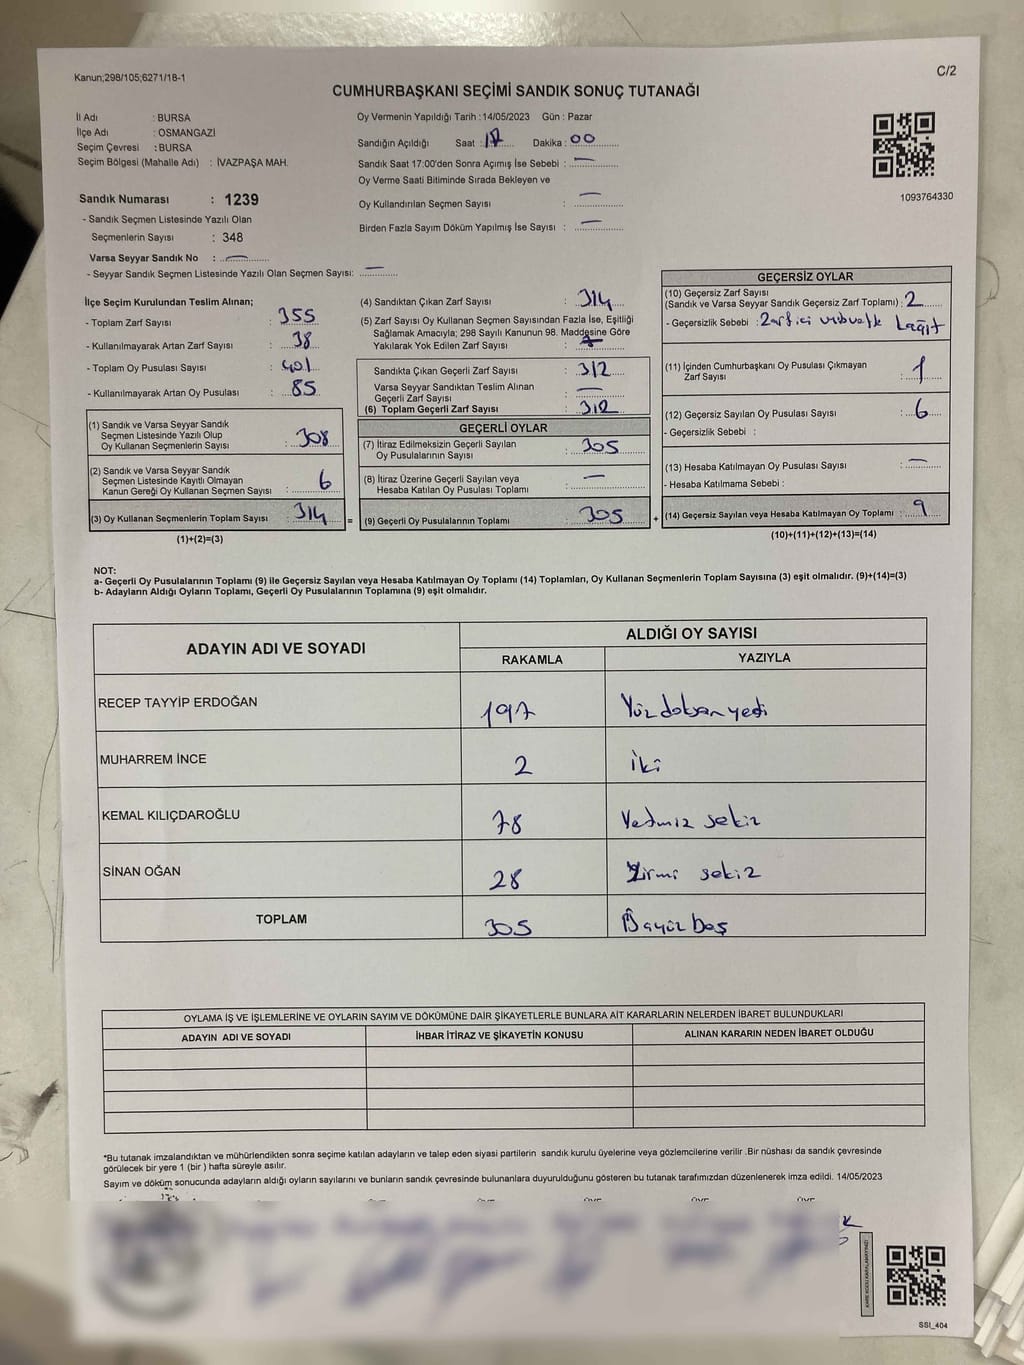 Kanun;298/105;6271/18-1
C/2
CUMHURBAŞKANI SEÇİMİ SANDIK SONUÇ TUTANAĞI
İl Adı : BURSA
İlçe Adı : OSMANGAZİ
Seçim Çevresi : BURSA
Seçim Bölgesi (Mahalle Adı) : İVAZPAŞA MAH.
Oy Vermenin Yapıldığı Tarih :14/05/2023 Gün : Pazar
Sandığın Açıldığı Saat : 17 Dakika : 00
Sandık Saat 17:00'den Sonra Açımış İse Sebebi : —
Oy Verme Saati Bitiminde Sırada Bekleyen ve
Oy Kullandırılan Seçmen Sayısı : —
Birden Fazla Sayım Döküm Yapılmış İse Sayısı : —
1093764330
Sandık Numarası : 1239
- Sandık Seçmen Listesinde Yazılı Olan
Seçmenlerin Sayısı : 348
Varsa Seyyar Sandık No : —
- Seyyar Sandık Seçmen Listesinde Yazılı Olan Seçmen Sayısı: —
İlçe Seçim Kurulundan Teslim Alınan;
- Toplam Zarf Sayısı : 355
- Kullanılmayarak Artan Zarf Sayısı : 38
- Toplam Oy Pusulası Sayısı : 401
- Kullanılmayarak Artan Oy Pusulası : 85
(1) Sandık ve Varsa Seyyar Sandık
Seçmen Listesinde Yazılı Olup
Oy Kullanan Seçmenlerin Sayısı : 308
(2) Sandık ve Varsa Seyyar Sandık
Seçmen Listesinde Kayıtlı Olmayan
Kanun Gereği Oy Kullanan Seçmen Sayısı : 6
(3) Oy Kullanan Seçmenlerin Toplam Sayısı : 314
(1)+(2)=(3)
=
(4) Sandıktan Çıkan Zarf Sayısı : 314
(5) Zarf Sayısı Oy Kullanan Seçmen Sayısından Fazla İse, Eşitliği
Sağlamak Amacıyla; 298 Sayılı Kanunun 98. Maddesine Göre
Yakılarak Yok Edilen Zarf Sayısı :
Sandıkta Çıkan Geçerli Zarf Sayısı : 312
Varsa Seyyar Sandıktan Teslim Alınan
Geçerli Zarf Sayısı : —
(6) Toplam Geçerli Zarf Sayısı : 312
GEÇERLİ OYLAR
(7) İtiraz Edilmeksizin Geçerli Sayılan
Oy Pusulalarının Sayısı : 305
(8) İtiraz Üzerine Geçerli Sayılan veya
Hesaba Katılan Oy Pusulası Toplamı : —
(9) Geçerli Oy Pusulalarının Toplamı : 305
+
GEÇERSİZ OYLAR
(10) Geçersiz Zarf Sayısı
(Sandık ve Varsa Seyyar Sandık Geçersiz Zarf Toplamı) : 2
- Geçersizlik Sebebi :
(11) İçinden Cumhurbaşkanı Oy Pusulası Çıkmayan
Zarf Sayısı : 1
(12) Geçersiz Sayılan Oy Pusulası Sayısı : 6
- Geçersizlik Sebebi :
(13) Hesaba Katılmayan Oy Pusulası Sayısı : —
- Hesaba Katılmama Sebebi :
(14) Geçersiz Sayılan veya Hesaba Katılmayan Oy Toplamı : 9
(10)+(11)+(12)+(13)=(14)
NOT:
a- Geçerli Oy Pusulalarının Toplamı (9) ile Geçersiz Sayılan veya Hesaba Katılmayan Oy Toplamı (14) Toplamları, Oy Kullanan Seçmenlerin Toplam Sayısına (3) eşit olmalıdır. (9)+(14)=(3)
b- Adayların Aldığı Oyların Toplamı, Geçerli Oy Pusulalarının Toplamına (9) eşit olmalıdır.
ADAYIN ADI VE SOYADI ALDIĞI OY SAYISI
RAKAMLA YAZIYLA
RECEP TAYYİP ERDOĞAN 197 Yüz doksan yedi
MUHARREM İNCE 2 İki
KEMAL KILIÇDAROĞLU 78 Yetmiz sekiz
SİNAN OĞAN 28 Yirmi sekiz
TOPLAM 305 beş
OYLAMA İŞ VE İŞLEMLERİNE VE OYLARIN SAYIM VE DÖKÜMÜNE DAİR ŞİKAYETLERLE BUNLARA AİT KARARLARIN NELERDEN İBARET BULUNDUKLARI
ADAYIN ADI VE SOYADI İHBAR İTİRAZ VE ŞİKAYETİN KONUSU ALINAN KARARIN NEDEN İBARET OLDUĞU
*Bu tutanak imzalandıktan ve mühürlendikten sonra seçime katılan adayların ve talep eden siyasi partilerin sandık kurulu üyelerine veya gözlemcilerine verilir .Bir nüshası da sandık çevresinde
görülecek bir yere 1 (bir ) hafta süreyle asılır.
Sayım ve döküm sonucunda adayların aldığı oyların sayılarını ve bunların sandık çevresinde bulunanlara duyurulduğunu gösteren bu tutanak tarafımızdan düzenlenerek imza edildi. 14/05/2023
SSI_404